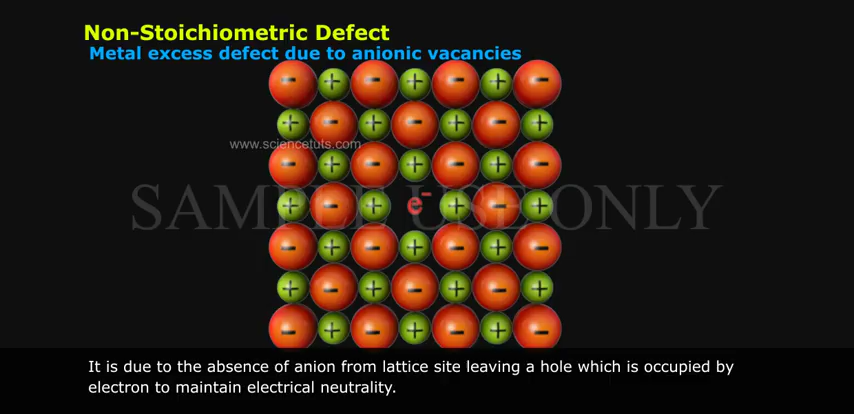 Non-Stoichiometric Defect
Metal excess defect due to anionic vacancies
- + - + - + -
+ - + - + - +
www.sciencetuts.com
- + - + - + -
SAMPLE USE ONLY
+ - + e- + - +
- + - + - + -
+ - + - + - +
- + - + - + -
It is due to the absence of anion from lattice site leaving a hole which is occupied by
electron to maintain electrical neutrality.